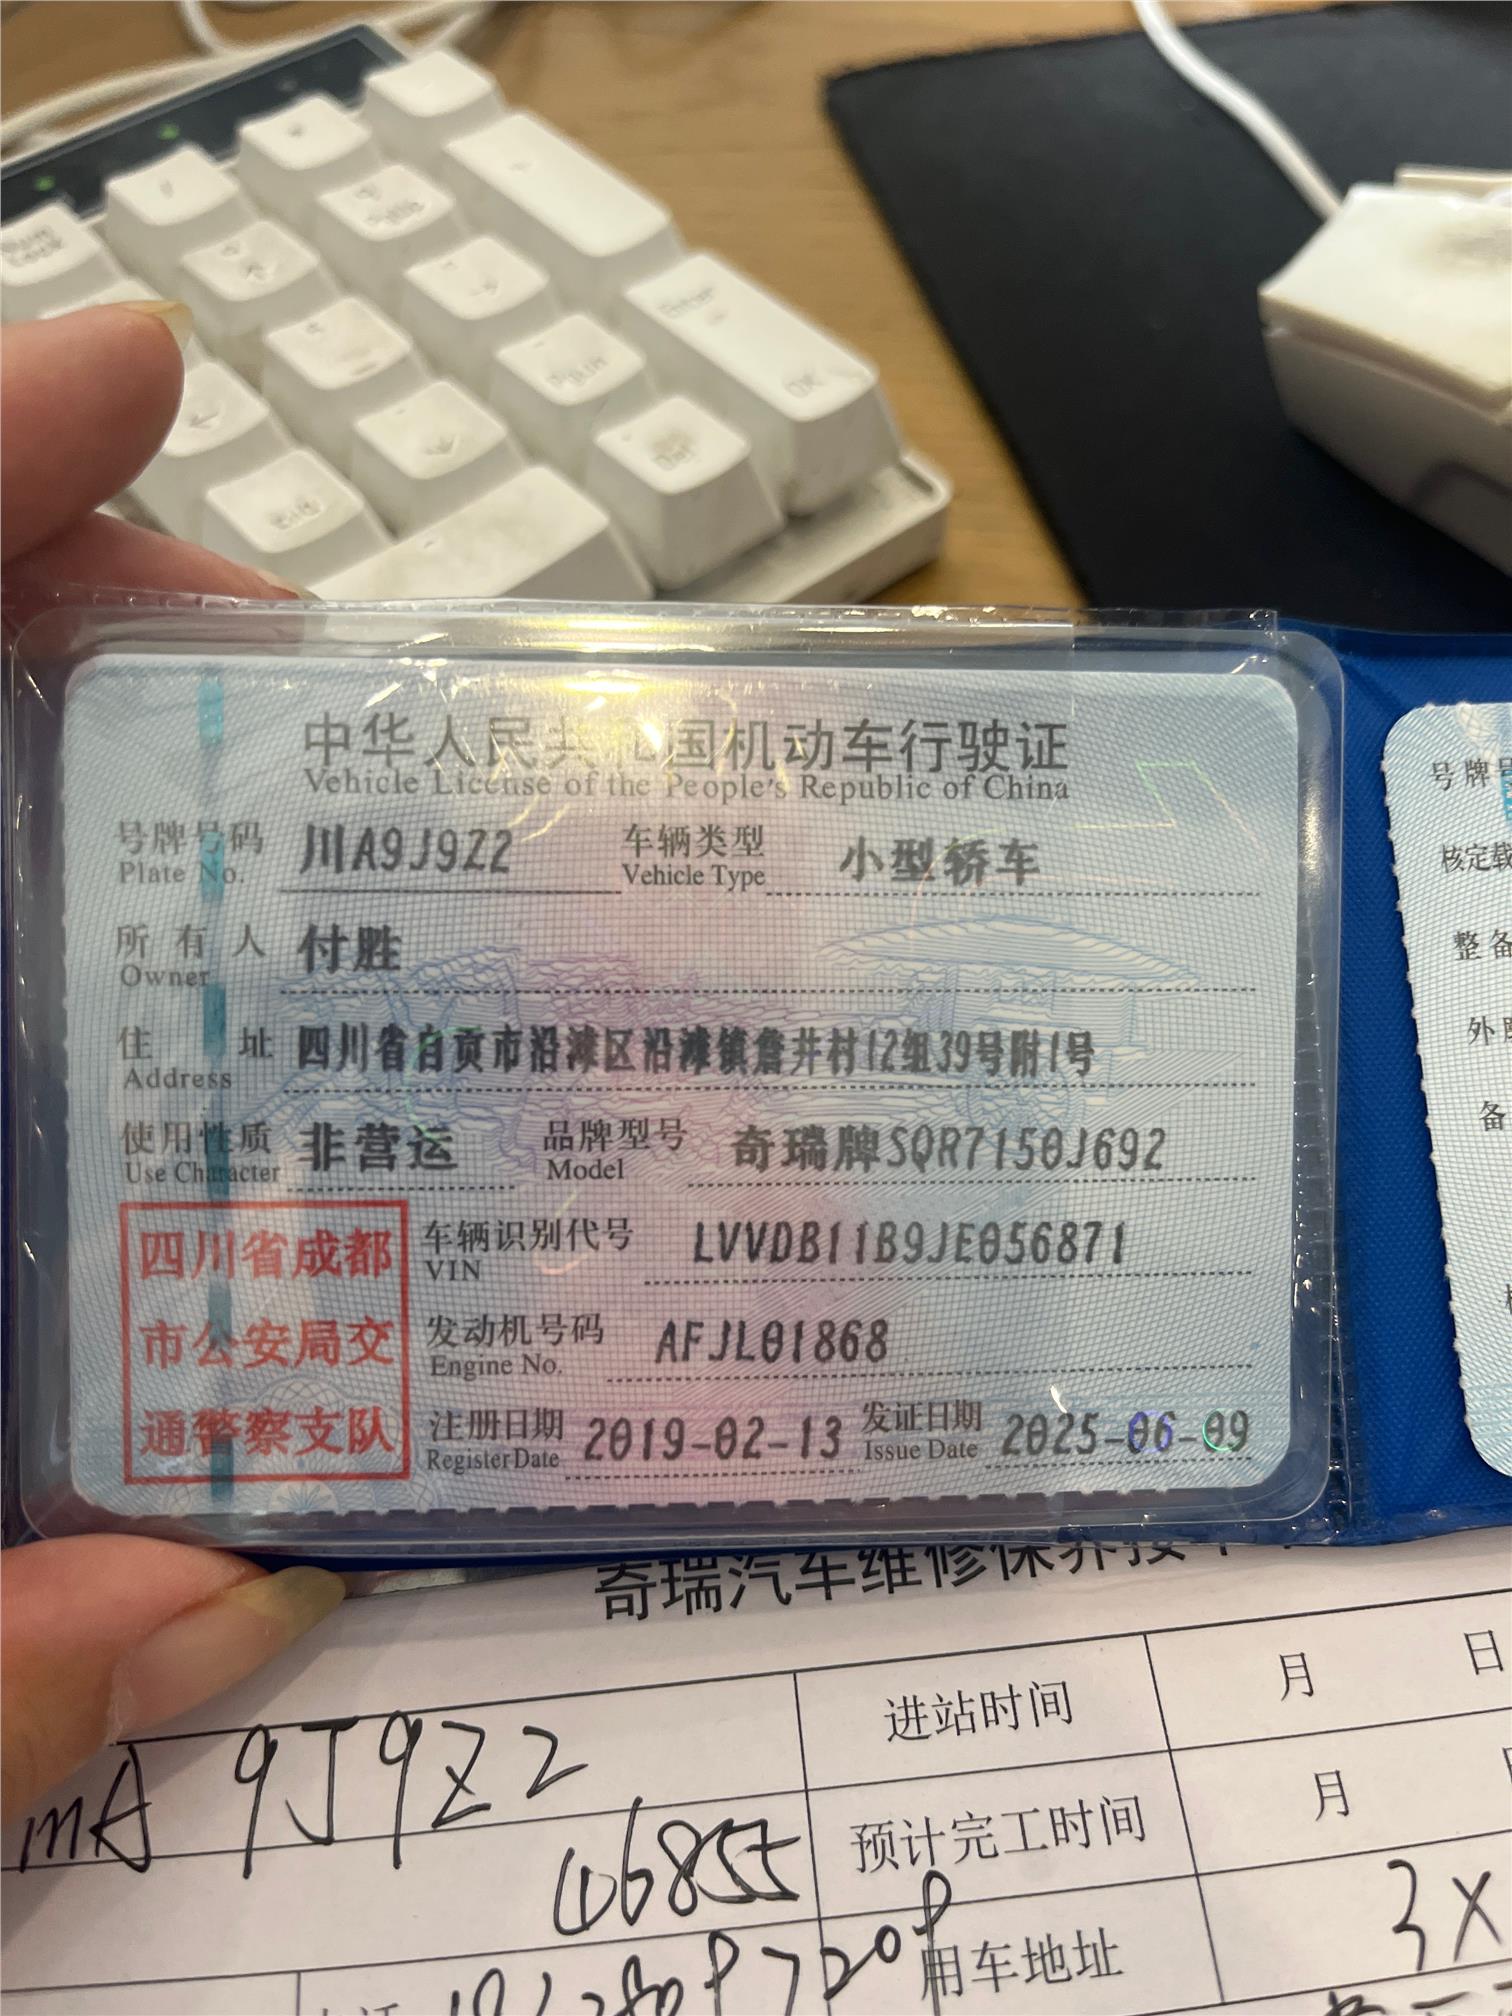 中华人民共和国机动车行驶证
Vehicle License of the People's Republic of China
号牌号码 川A9J9Z2 车辆类型 小型轿车
Plate No. Vehicle Type
所有人 付胜
Owner
住址 四川省自贡市沿滩区沿滩镇詹井村12组39号附1号
Address
使用性质 非营运 品牌型号 奇瑞牌SQR7150J692
Use Character Model
四川省成都
市公安局交
通警察支队
车辆识别代号 LVVDB11B9JE056871
VIN
发动机号码 AFJL01868
Engine No.
注册日期 2019-02-13 发证日期 2025-06-09
Register Date Issue Date
号牌号
核定载
整备
外
备
奇瑞汽车维修保养接
A 9J9Z2 进站时间 月 日
46855 预计完工时间 月
用车地址 3X
Enter
OK
Del